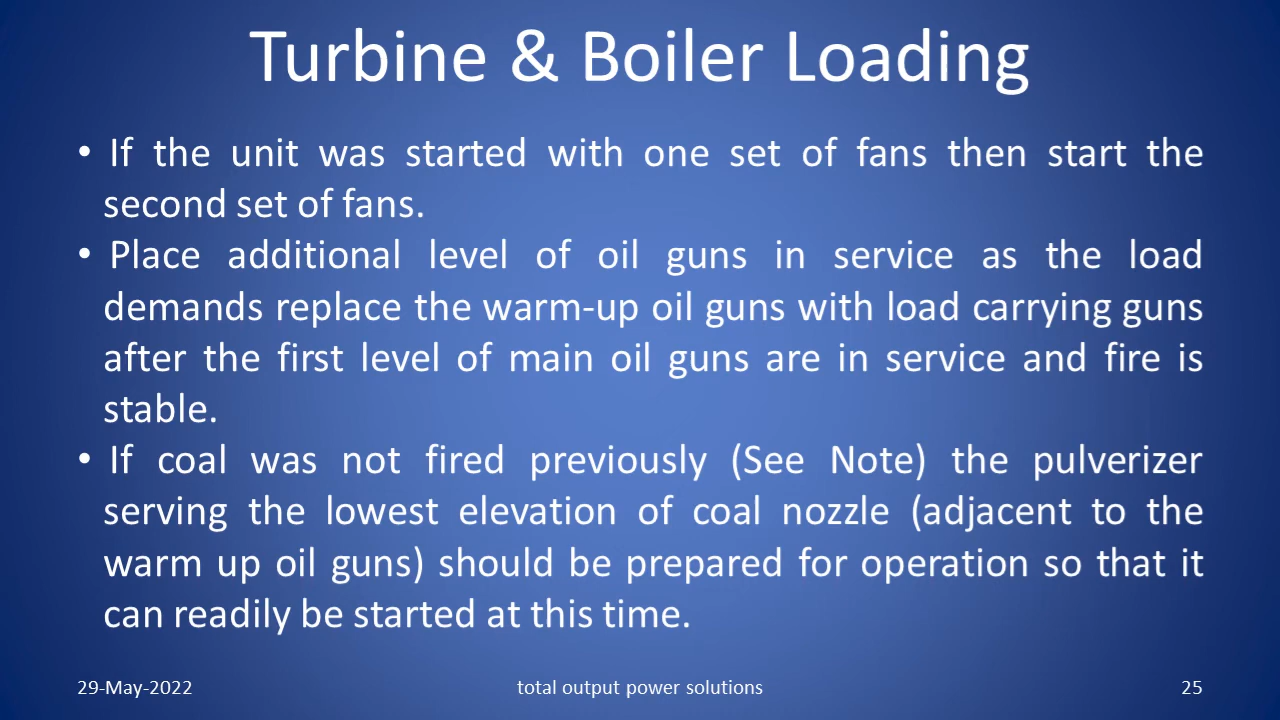 Turbine & Boiler Loading
• If the unit was started with one set of fans then start the
second set of fans.
• Place additional level of oil guns in service as the load
demands replace the warm-up oil guns with load carrying guns
after the first level of main oil guns are in service and fire is
stable.
• If coal was not fired previously (See Note) the pulverizer
serving the lowest elevation of coal nozzle (adjacent to the
warm up oil guns) should be prepared for operation so that it
can readily be started at this time.
29-May-2022
total output power solutions
25